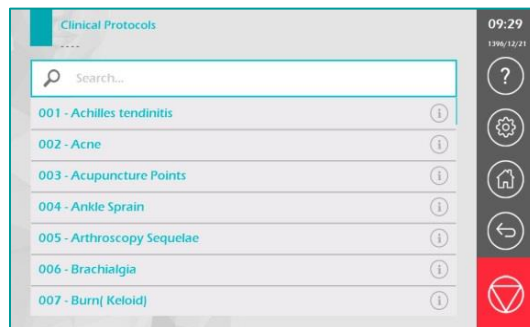 Clinical Protocols
----
Search...
001 - Achilles tendinitis
002 - Acne
003 - Acupuncture Points
004 - Ankle Sprain
005 - Arthroscopy Sequelae
006 - Brachialgia
007 - Burn( Keloid)
09:29
1396/12/21
?